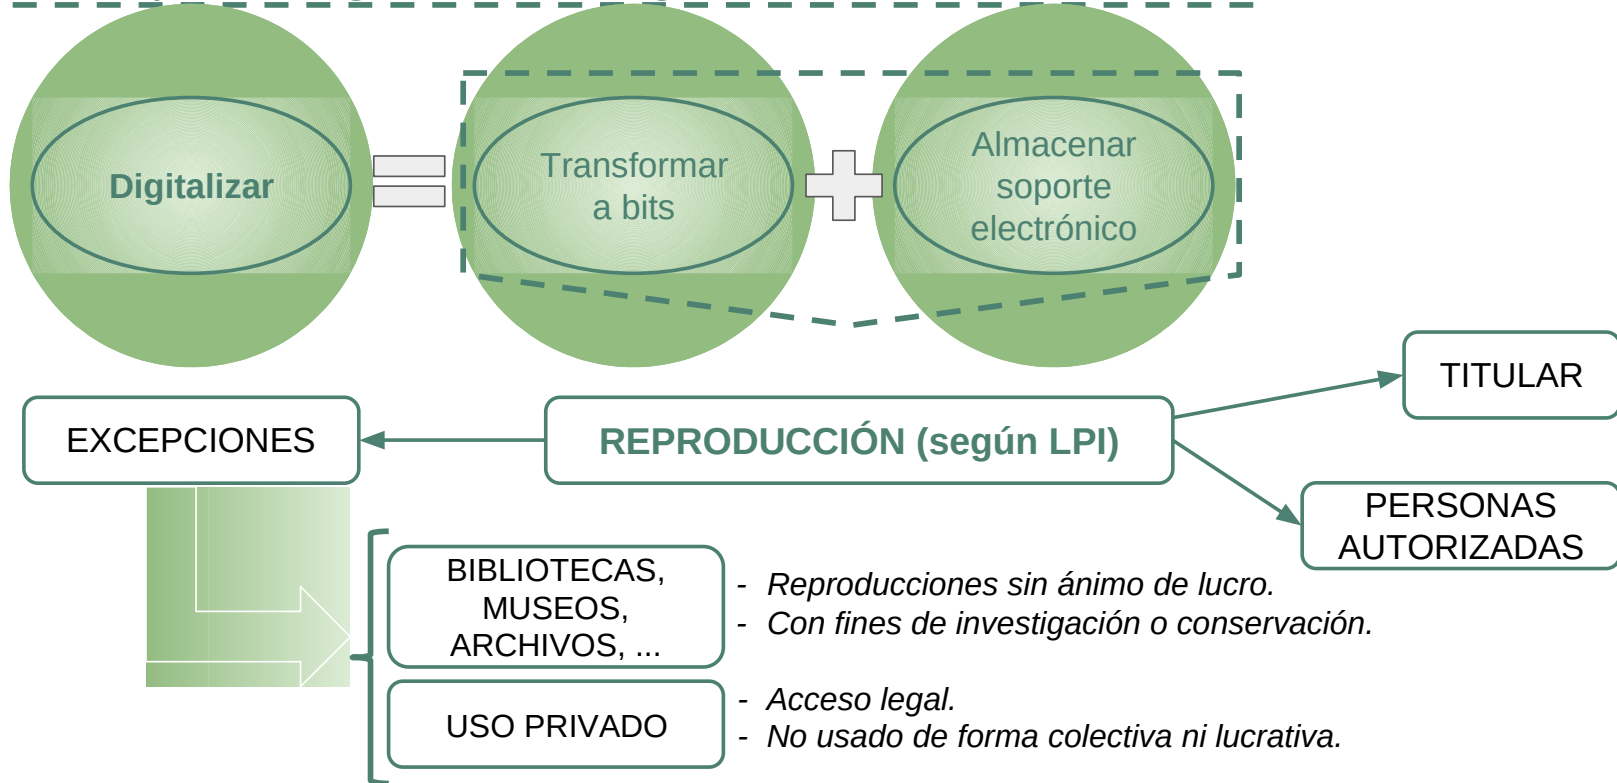 Digitalizar
Transformar
a bits
Almacenar
soporte
electrónico
TITULAR
EXCEPCIONES
REPRODUCCIÓN (según LPI)
PERSONAS
AUTORIZADAS
BIBLIOTECAS,
MUSEOS,
ARCHIVOS, ...
- Reproducciones sin ánimo de lucro.
- Con fines de investigación o conservación.
USO PRIVADO
- Acceso legal.
- No usado de forma colectiva ni lucrativa.